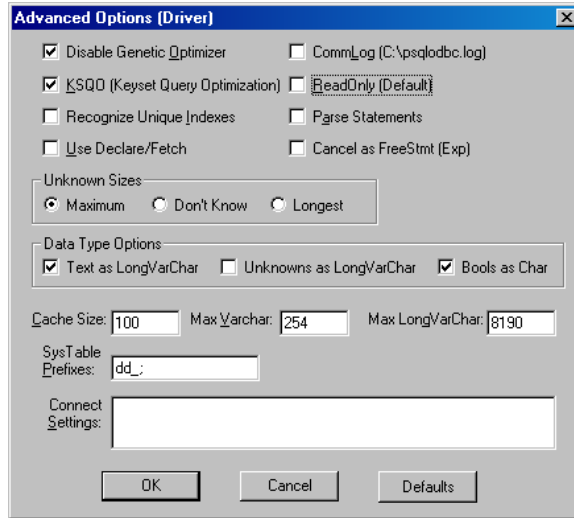 Advanced Options (Driver)
Disable Genetic Optimizer
CommLog (C:\psqlodbc.log)
KSQO (Keyset Query Optimization)
ReadOnly (Default)
Recognize Unique Indexes
Parse Statements
Use Declare/Fetch
Cancel as FreeStmt (Exp)
Unknown Sizes
Maximum
Don't Know
Longest
Data Type Options
Text as LongVarChar
Unknowns as LongVarChar
Bools as Char
Cache Size: 100
Max Varchar: 254
Max LongVarChar: 8190
SysTable
Prefixes: dd_;
Connect
Settings:
OK
Cancel
Defaults